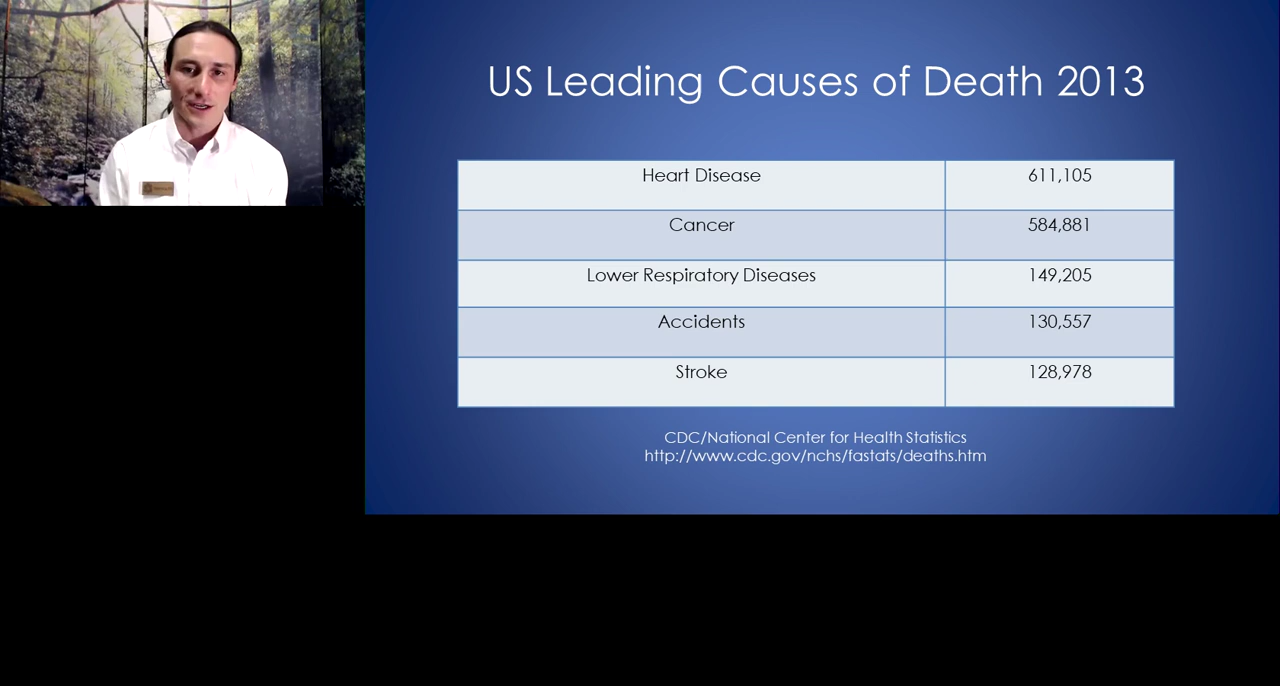 US Leading Causes of Death 2013
Heart Disease 611,105
Cancer 584,881
Lower Respiratory Diseases 149,205
Accidents 130,557
Stroke 128,978
CDC/National Center for Health Statistics
http://www.cdc.gov/nchs/fastats/deaths.htm